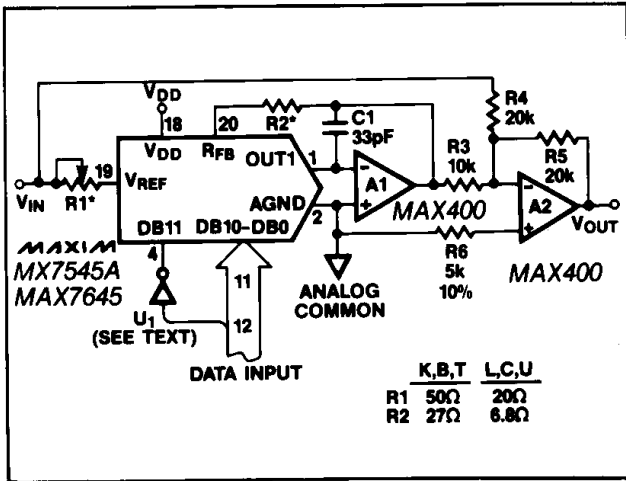 VDD
18
20
R2*
C1
33pF
R4
20k
R3
10k
R5
20k
VDD
RFB
OUT1
1
19
VREF
VIN
R1*
AGND
2
A1
MAX400
A2
VOUT
DB11
DB10-DB0
4
11
12
MAXIM
MX7545A
MAX7645
U1
(SEE TEXT)
DATA INPUT
ANALOG
COMMON
R6
5k
10%
MAX400
K,B,T L,C,U
R1 50Ω 20Ω
R2 27Ω 6.8Ω
- + - +